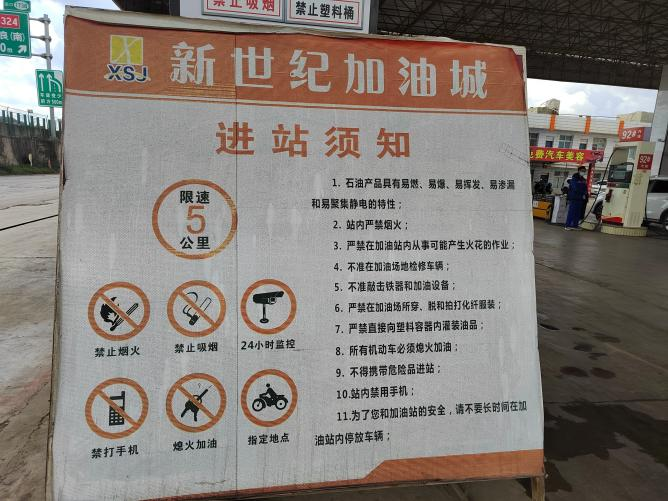 324
良(南)
禁止吸烟
禁止塑料桶
XSJ
新世纪加油城
进站须知
限速
5
公里
1. 石油产品具有易燃、易爆、易挥发、易渗漏
和易聚集静电的特性；
2. 站内严禁烟火；
3. 严禁在加油站内从事可能产生火花的作业；
4. 不准在加油场地检修车辆；
5. 不准敲击铁器和加油设备；
6. 严禁在加油场所穿、脱和拍打化纤服装；
7. 严禁直接向塑料容器内灌装油品；
8. 所有机动车必须熄火加油；
9. 不得携带危险品进站；
10.站内禁用手机；
11.为了您和加油站的安全，请不要长时间在加
油站内停放车辆；
禁止烟火
禁止吸烟
24小时监控
禁打手机
熄火加油
指定地点
免费汽车美容
92#
92#